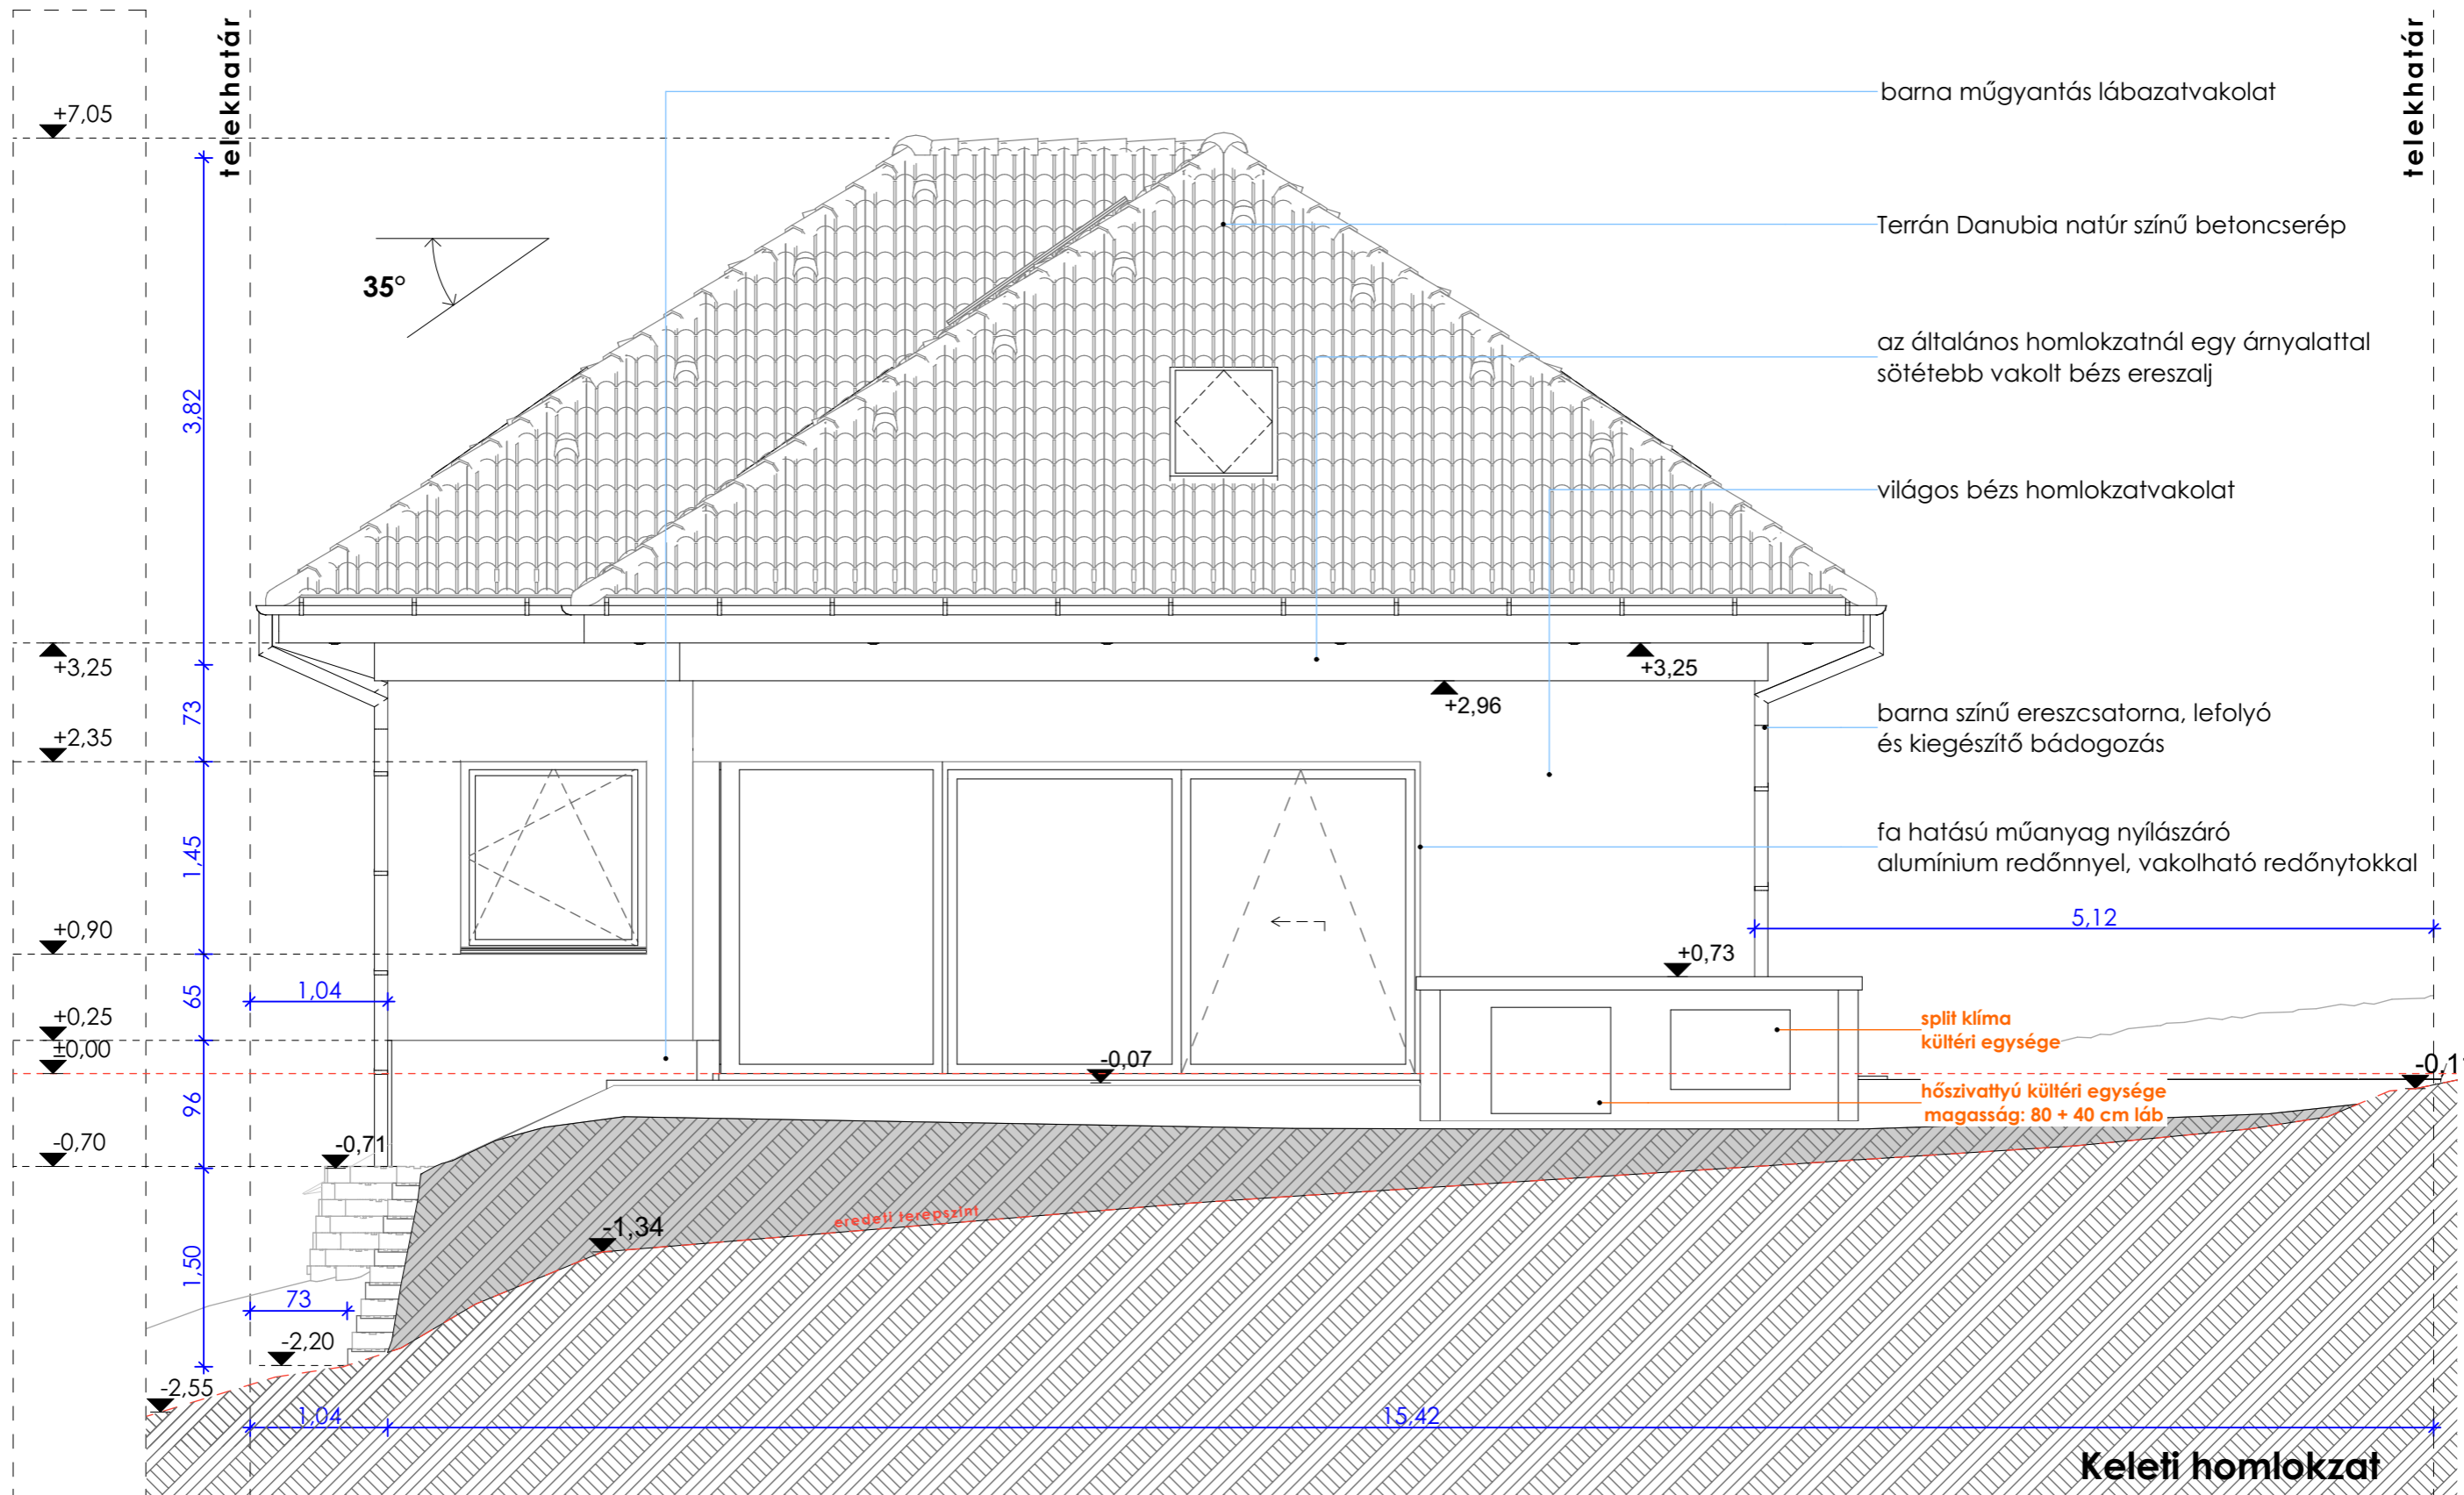 telekhatár
telekhatár
+7,05
barna műgyantás lábazatvakolat
Terrán Danubia natúr színű betoncserép
35°
az általános homlokzatnál egy árnyalattal
sötétebb vakolt bézs ereszalj
3,82
világos bézs homlokzatvakolat
+3,25
+3,25
+2,96
73
+2,35
barna színű ereszcsatorna, lefolyó
és kiegészítő bádogozás
1,45
fa hatású műanyag nyílászáró
alumínium redőnnyel, vakolható redőnytokkal
5,12
+0,90
+0,73
65
1,04
+0,25
split klíma
kültéri egysége
±0,00
-0,07
-0,1
96
hőszivattyú kültéri egysége
magasság: 80 + 40 cm láb
-0,70
-0,71
eredeti terepszint
-1,34
1,50
73
-2,20
-2,55
1,04
15,42
Keleti homlokzat